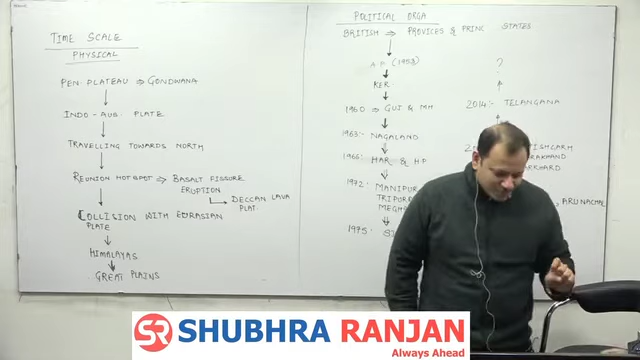 TIME SCALE
PHYSICAL
PEN. PLATEAU ⇒ GONDWANA
INDO-AUS. PLATE
TRAVELLING TOWARDS NORTH
REUNION HOTSPOT ⇒ BASALT FISSURE
ERUPTION
DECCAN LAVA
PLAT.
COLLISION WITH EURASIAN
PLATE
HIMALAYAS
GREAT PLAINS
POLITICAL ORGA
BRITISH ⇒ PROVICES & PRINC STATES
A.P. (1953)
KER.
1960 ⇒ GUJ & MH
1963:- NAGALAND
1966: HAR & H.P
1972: MANIPUR
TRIPUR
MEGH
1975:
?
2014:- TELANGANA
ARUNACHAL
SR SHUBHRA RANJAN
Always Ahead